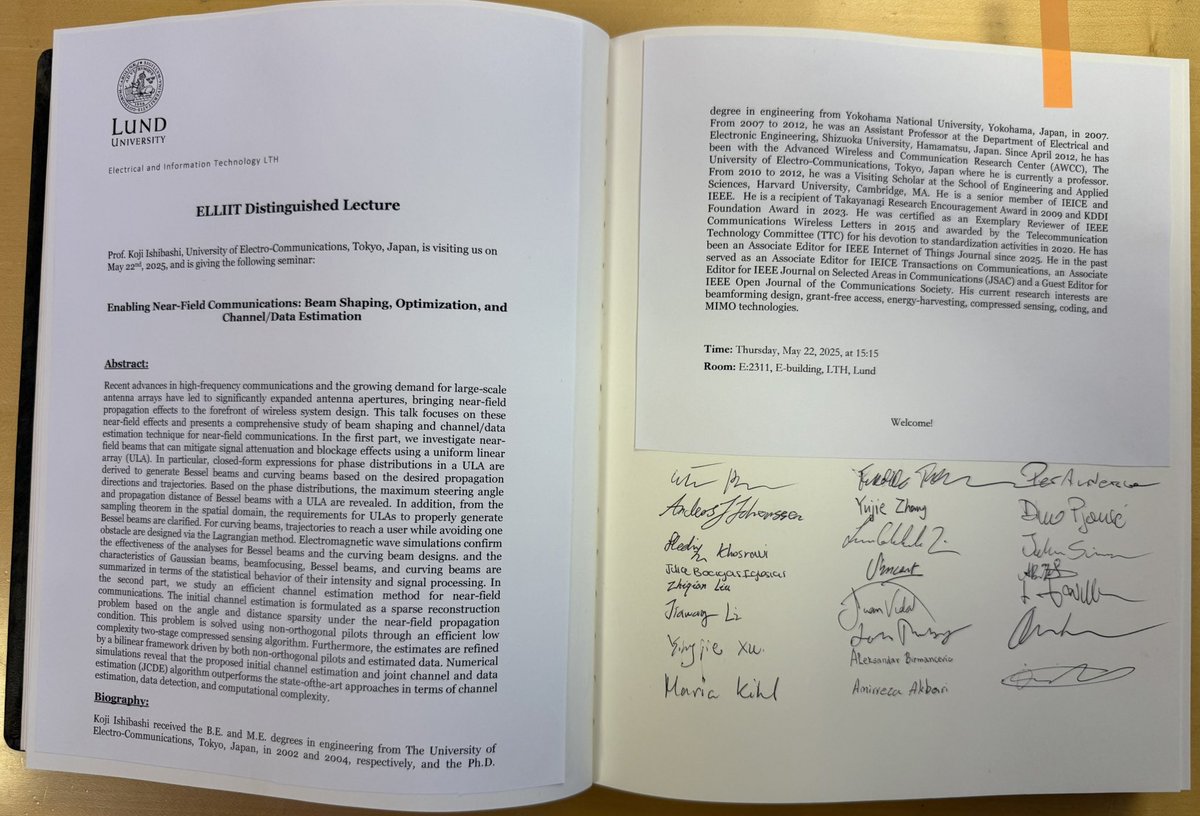 LUND
UNIVERSITY
Electrical and Information Technology LTH
ELLIIT Distinguished Lecture
Prof. Koji Ishibashi, University of Electro-Communications, Tokyo, Japan, is visiting us on
May 22nd, 2025, and is giving the following seminar:
Enabling Near-Field Communications: Beam Shaping, Optimization, and
Channel/Data Estimation
Abstract:
Recent advances in high-frequency communications and the growing demand for large-scale
antenna arrays have led to significantly expanded antenna apertures, bringing near-field
propagation effects to the forefront of wireless system design. This talk focuses on these
near-field effects and presents a comprehensive study of beam shaping and channel/data
estimation technique for near-field communications. In the first part, we investigate near-
field beams that can mitigate signal attenuation and blockage effects using a uniform linear
array (ULA). In particular, closed-form expressions for phase distributions in a ULA are
derived to generate Bessel beams and curving beams based on the desired propagation
directions and trajectories. Based on the phase distributions, the maximum steering angle
and propagation distance of Bessel beams with a ULA are revealed. In addition, from the
sampling theorem in the spatial domain, the requirements for ULAs to properly generate
Bessel beams are clarified. For curving beams, trajectories to reach a user while avoiding one
obstacle are designed via the Lagrangian method. Electromagnetic wave simulations confirm
the effectiveness of the analyses for Bessel beams and the curving beam designs. and the
characteristics of Gaussian beams, beamfocusing, Bessel beams, and curving beams are
summarized in terms of the statistical behavior of their intensity and signal processing. In
the second part, we study an efficient channel estimation method for near-field
communications. The initial channel estimation is formulated as a sparse reconstruction
problem based on the angle and distance sparsity under the near-field propagation
condition. This problem is solved using non-orthogonal pilots through an efficient low
complexity two-stage compressed sensing algorithm. Furthermore, the estimates are refined
by a bilinear framework driven by both non-orthogonal pilots and estimated data. Numerical
simulations reveal that the proposed initial channel estimation and joint channel and data
estimation (JCDE) algorithm outperforms the state-ofthe-art approaches in terms of channel
estimation, data detection, and computational complexity.
Biography:
Koji Ishibashi received the B.E. and M.E. degrees in engineering from The University of
Electro-Communications, Tokyo, Japan, in 2002 and 2004, respectively, and the Ph.D.
degree in engineering from Yokohama National University, Yokohama, Japan, in 2007.
From 2007 to 2012, he was an Assistant Professor at the Department of Electrical and
Electronic Engineering, Shizuoka University, Hamamatsu, Japan. Since April 2012, he has
been with the Advanced Wireless and Communication Research Center (AWCC), The
University of Electro-Communications, Tokyo, Japan where he is currently a professor.
From 2010 to 2012, he was a Visiting Scholar at the School of Engineering and Applied
Sciences, Harvard University, Cambridge, MA. He is a senior member of IEICE and
IEEE. He is a recipient of Takayanagi Research Encouragement Award in 2009 and KDDI
Foundation Award in 2023. He was certified as an Exemplary Reviewer of IEEE
Communications Wireless Letters in 2015 and awarded by the Telecommunication
Technology Committee (TTC) for his devotion to standardization activities in 2020. He has
been an Associate Editor for IEEE Internet of Things Journal since 2025. He in the past
served as an Associate Editor for IEICE Transactions on Communications, an Associate
Editor for IEEE Journal on Selected Areas in Communications (JSAC) and a Guest Editor for
IEEE Open Journal of the Communications Society. His current research interests are
beamforming design, grant-free access, energy-harvesting, compressed sensing, coding, and
MIMO technologies.
Time: Thursday, May 22, 2025, at 15:15
Room: E:2311, E-building, LTH, Lund
Welcome!
Anders J Johansson
Khosravi
Zhiqian Liu
Jiawang Li
Yingjie Xu
Maria Kihl
Yujie Zhang
Vincent
Juan Vidal
Aleksandar
Amirreza Akbari
Per Andersson